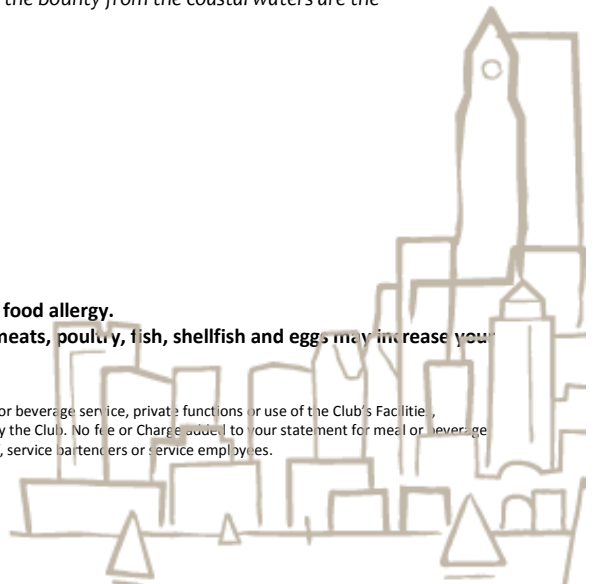 the bounty from the coastal waters are the
food allergy.
meats, poultry, fish, shellfish and eggs may increase your
or beverage service, private functions or use of the Club's Facilities,
y the Club. No fee or Charge added to your statement for meal or beverage
, service bartenders or service employees.